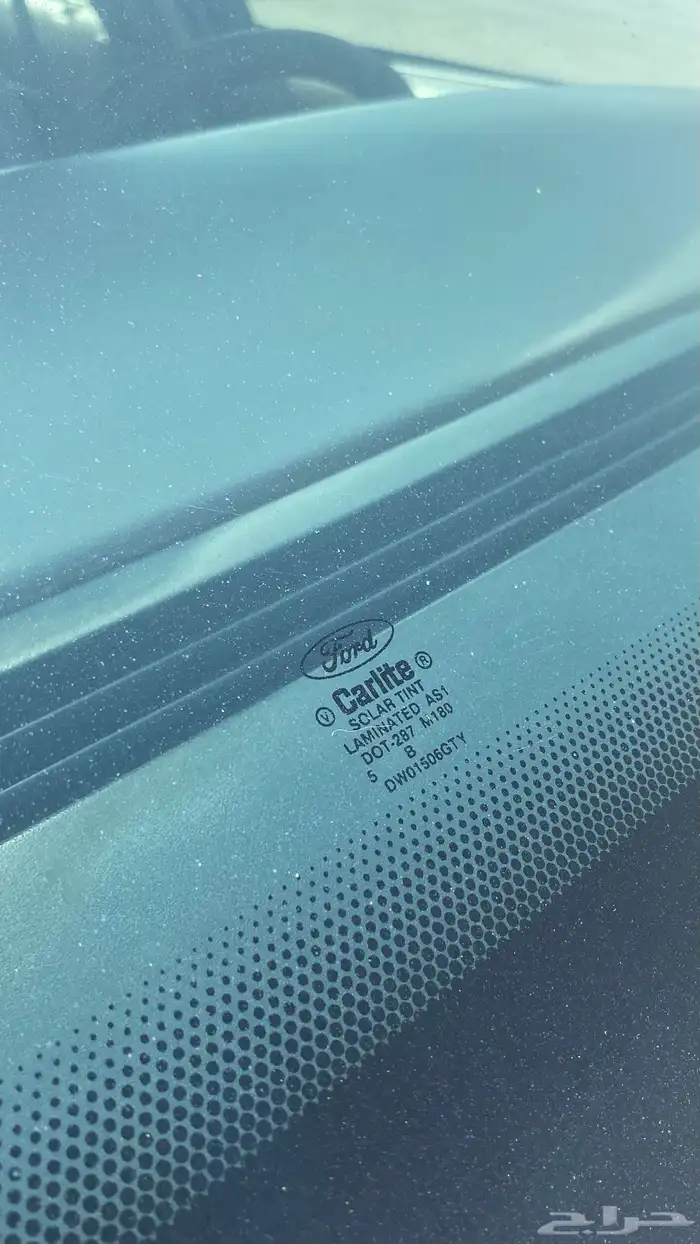 Ford
V Carlite ®
SOLAR TINT
LAMINATED AS1
DOT-287 M180
5 B
DW01506GTY
حراج